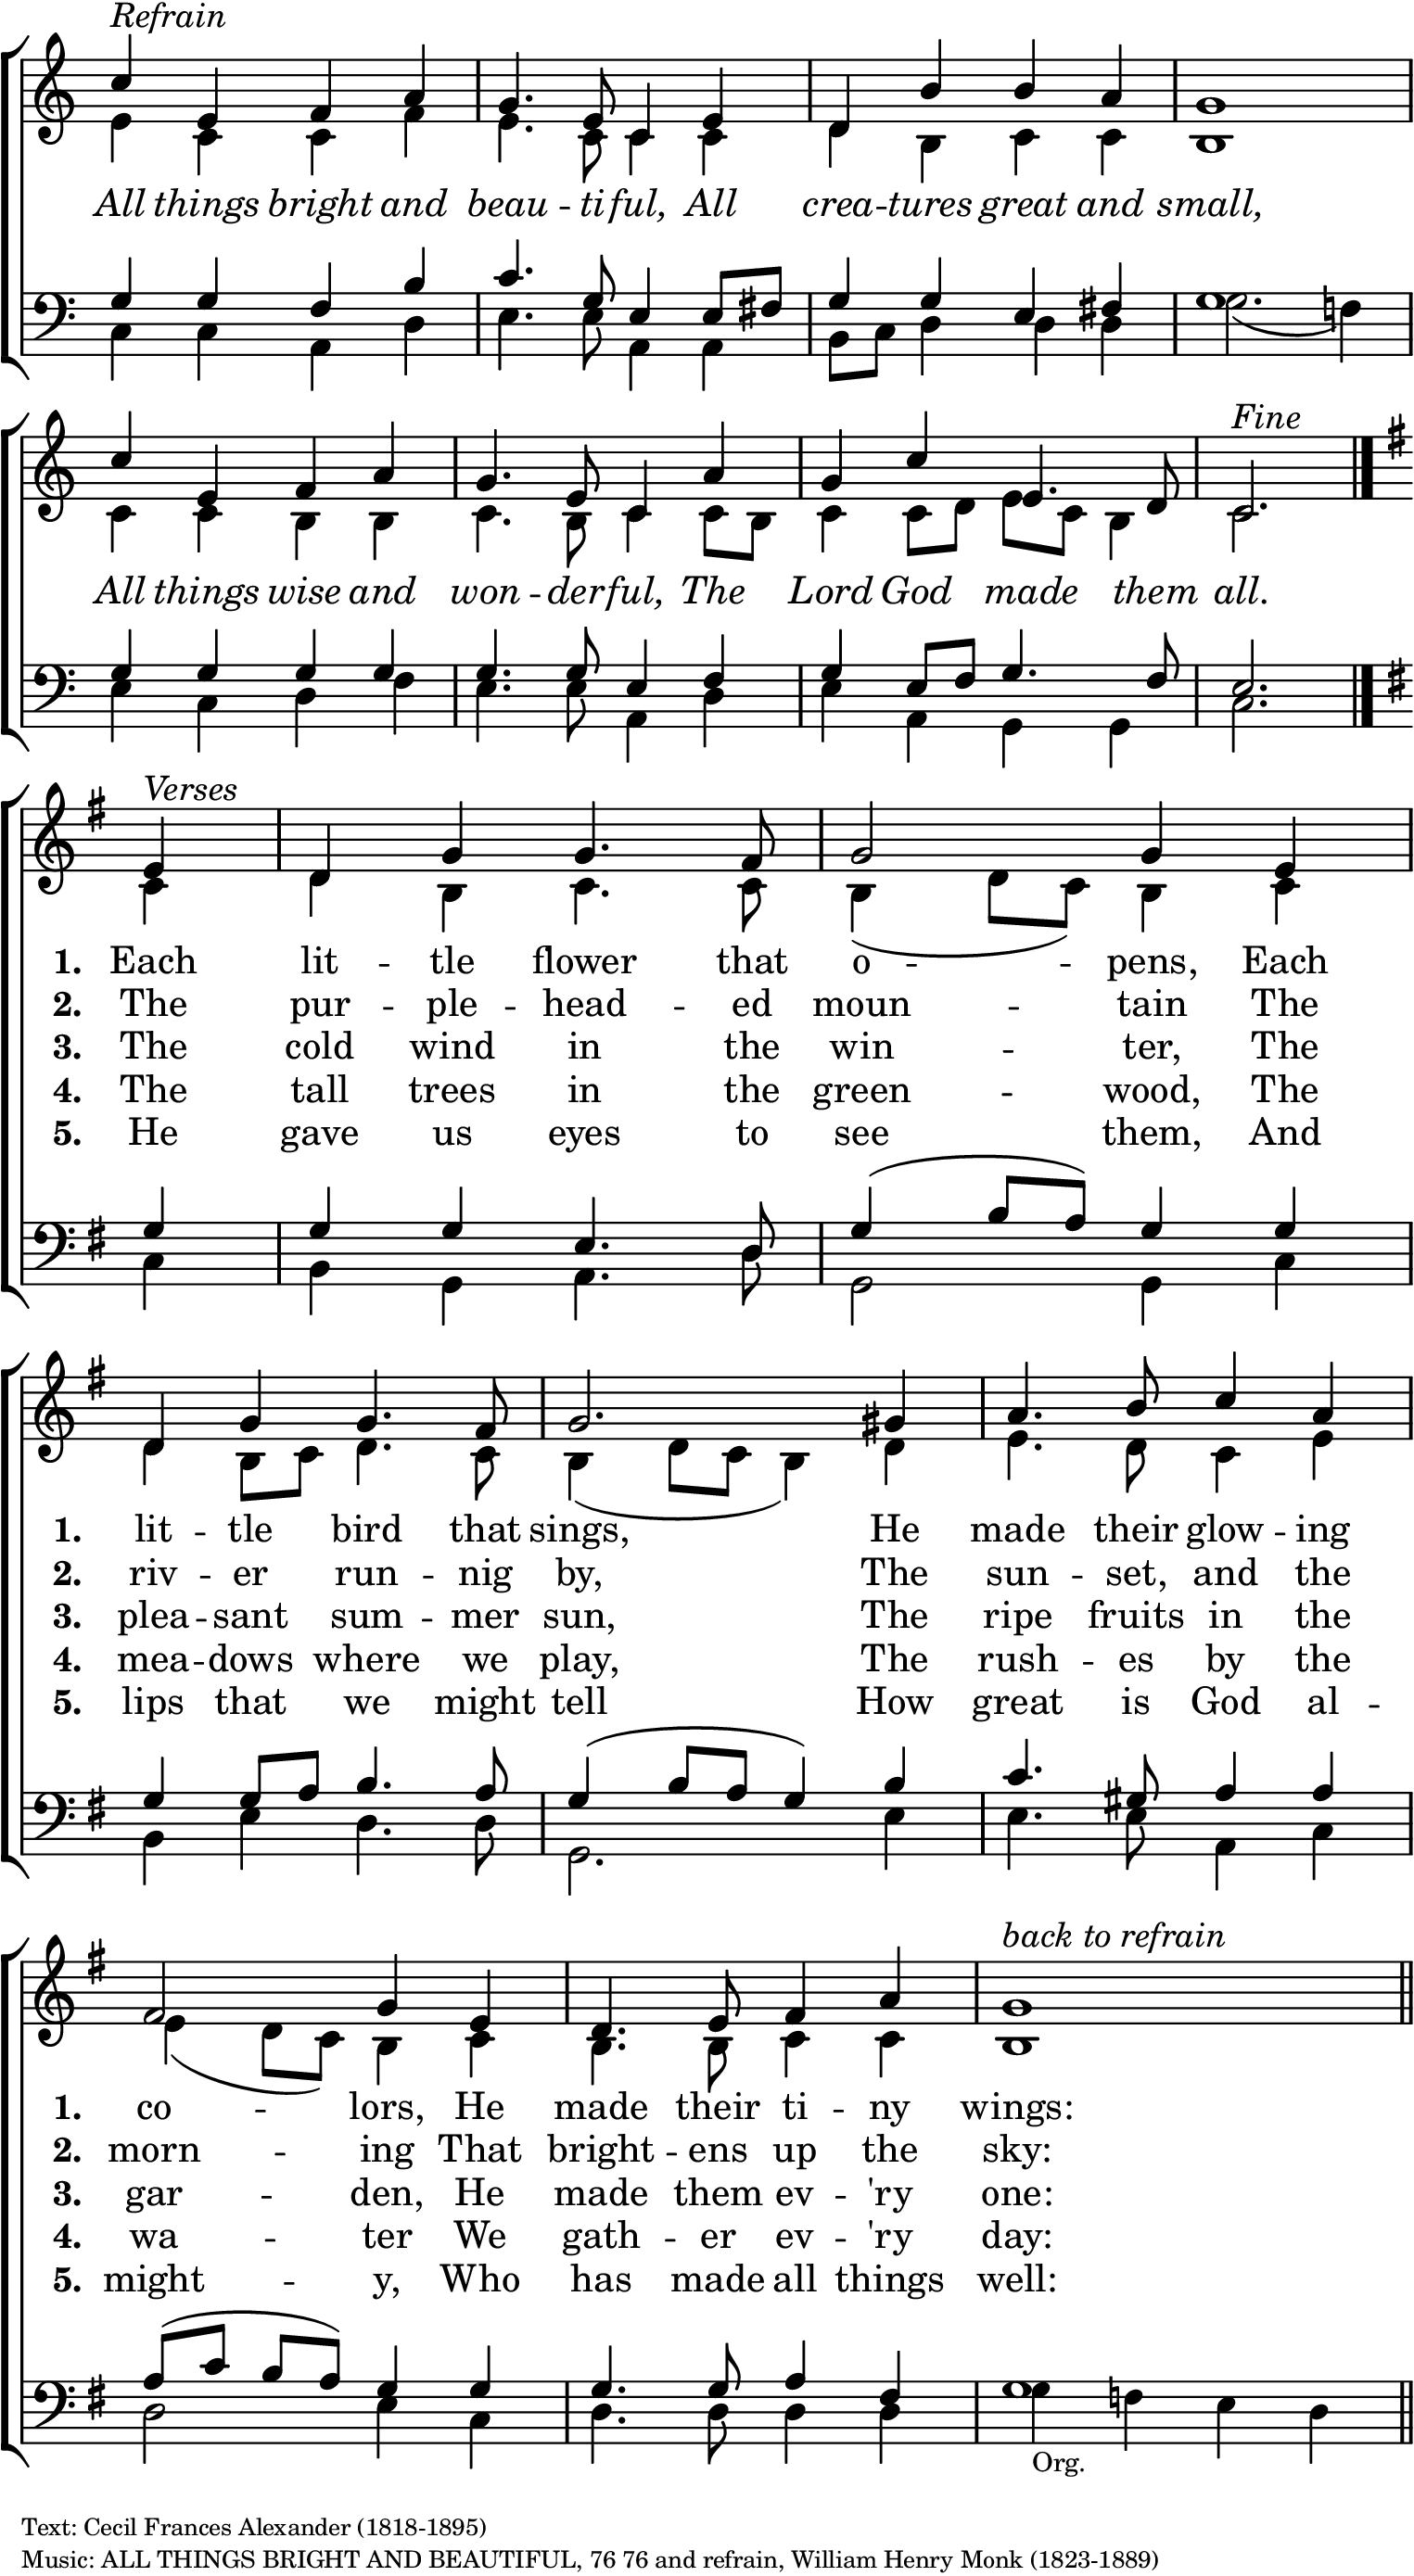 Refrain
All things bright and beau - ti - ful, All crea - tures great and small,
Fine
All things wise and won - der - ful, The Lord God made them all.
Verses
1. Each lit - tle flower that o - pens, Each
2. The pur - ple - head - ed moun - tain The
3. The cold wind in the win - ter, The
4. The tall trees in the green - wood, The
5. He gave us eyes to see them, And
1. lit - tle bird that sings, He made their glow - ing
2. riv - er run - nig by, The sun - set, and the
3. plea - sant sum - mer sun, The ripe fruits in the
4. mea - dows where we play, The rush - es by the
5. lips that we might tell How great is God al -
back to refrain
1. co - lors, He made their ti - ny wings:
2. morn - ing That bright - ens up the sky:
3. gar - den, He made them ev - 'ry one:
4. wa - ter We gath - er ev - 'ry day:
5. might - y, Who has made all things well:
Org.
Text: Cecil Frances Alexander (1818-1895)
Music: ALL THINGS BRIGHT AND BEAUTIFUL, 76 76 and refrain, William Henry Monk (1823-1889)